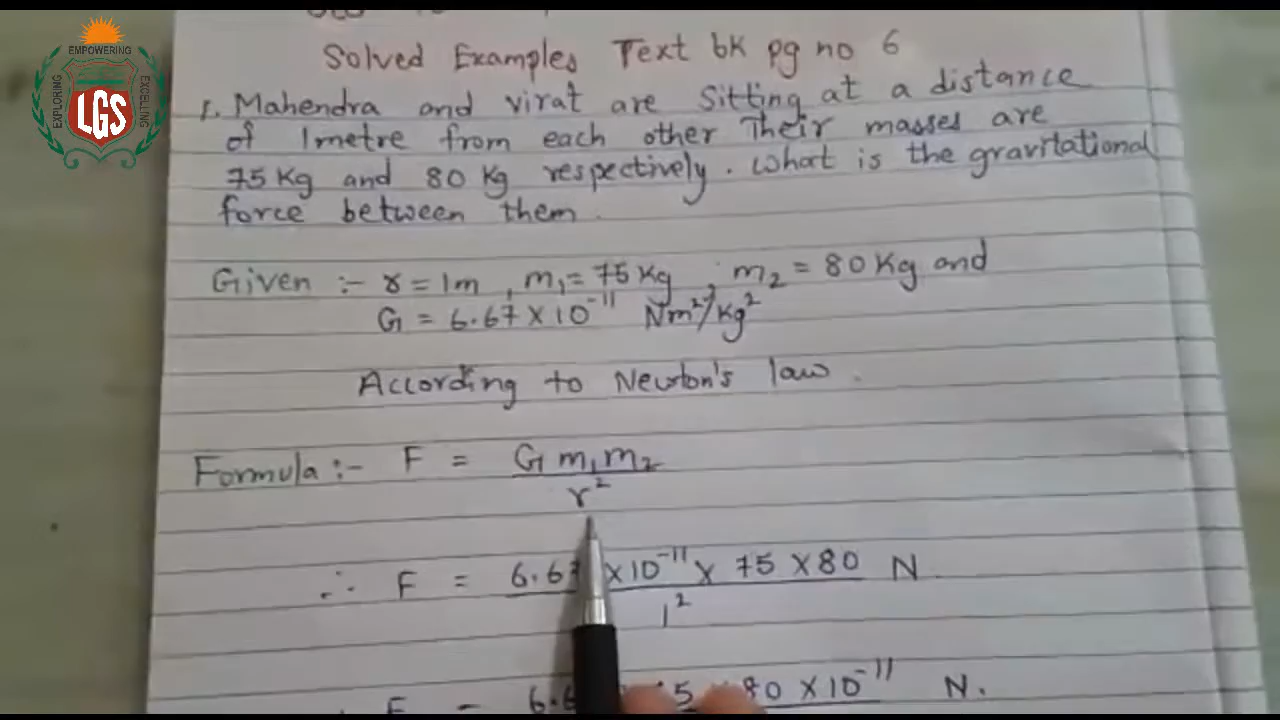 EMPOWERING
EXPLORING
EXCELLING
LGS
Solved Examples Text bk pg no 6
1. Mahendra and virat are Sitting at a distance
of 1metre from each other Their masses are
75 Kg and 80 Kg respectively. What is the gravitational
force between them.
Given :- r = 1m, m₁ = 75 Kg, m₂ = 80 Kg and
G = 6.67 X 10⁻¹¹ Nm²/Kg²
According to Newton's law.
Formula :- F = G m₁ m₂
r²
∴ F = 6.67 X 10⁻¹¹ X 75 X 80 N
1²
80 X 10⁻¹¹ N.